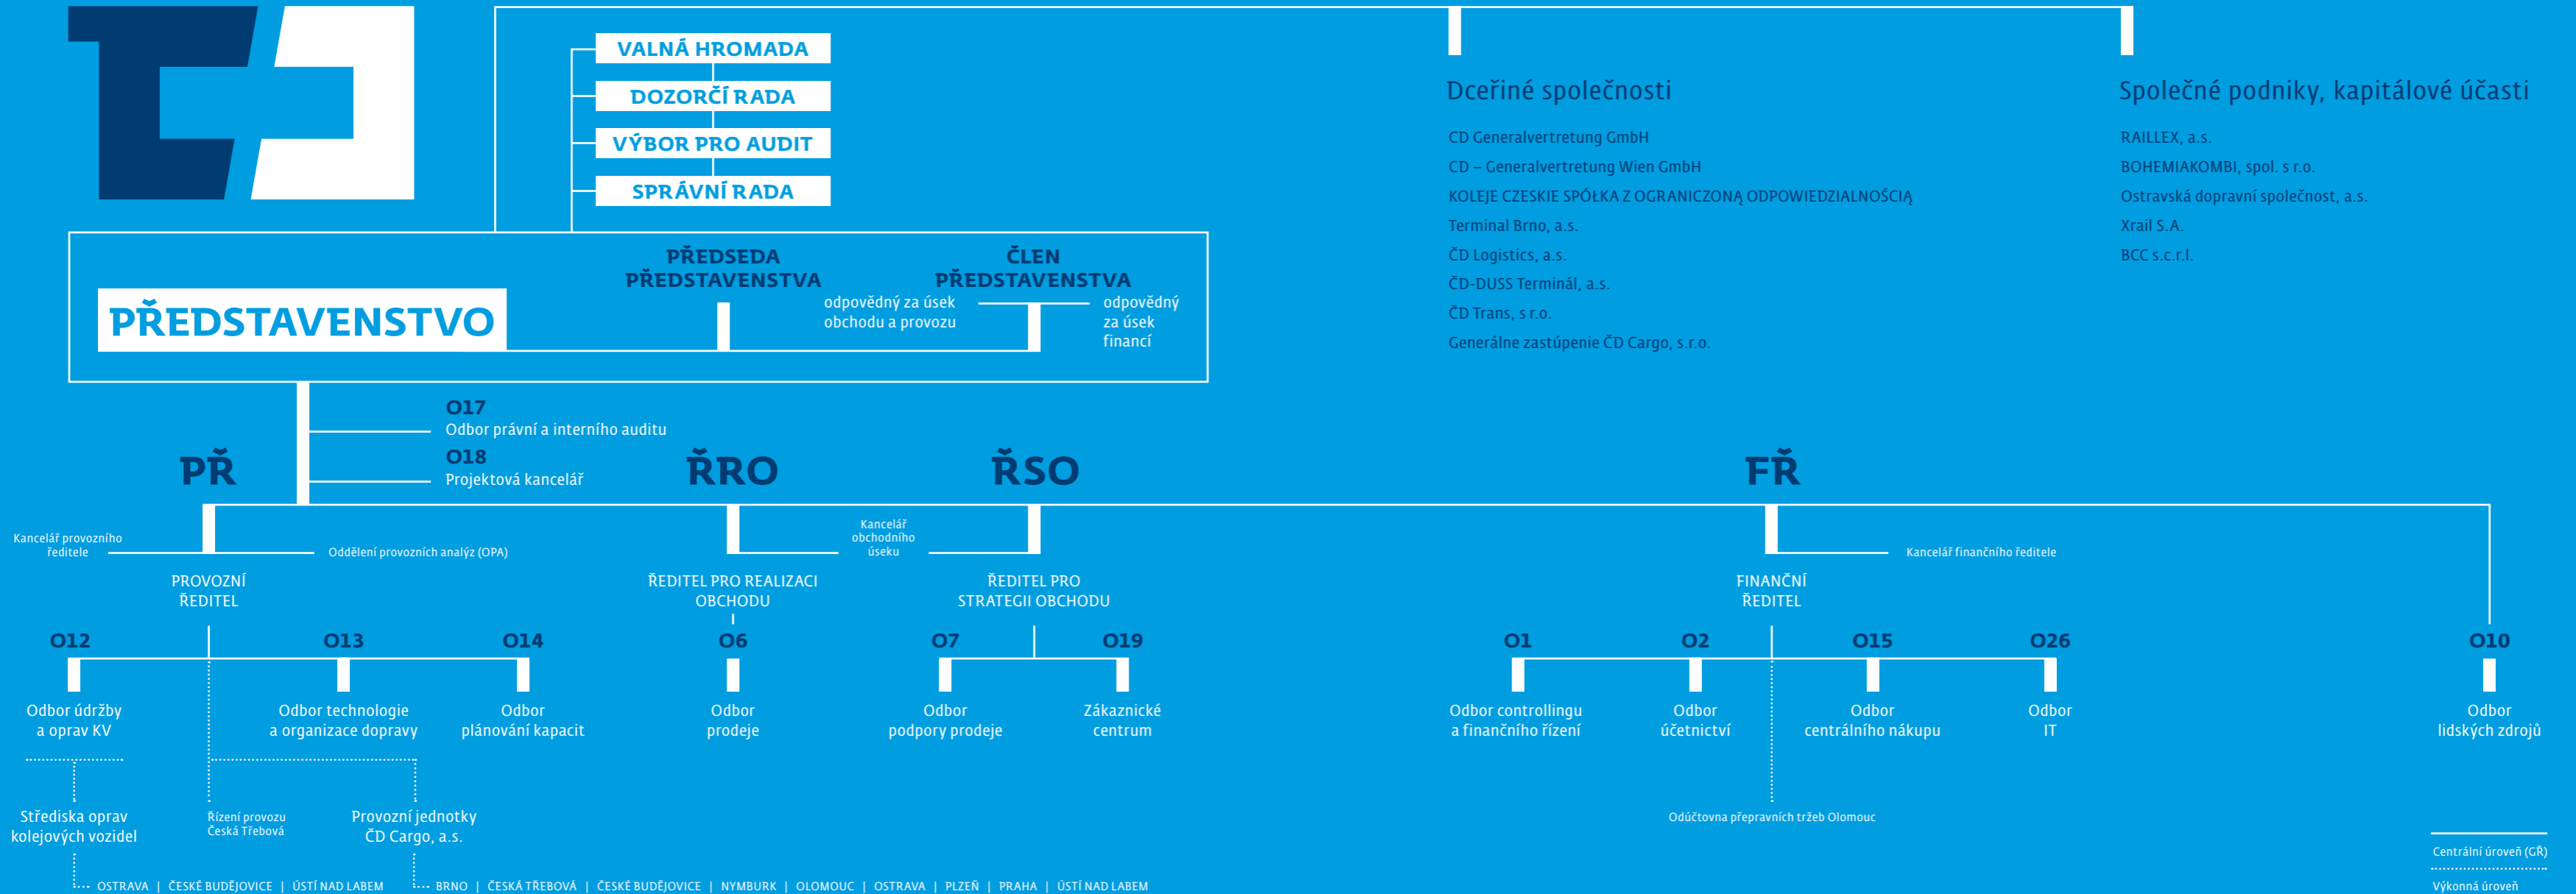 VALNÁ HROMADA
DOZORČÍ RADA
VÝBOR PRO AUDIT
SPRÁVNÍ RADA
Dceřiné společnosti
CD Generalvertretung GmbH
CD – Generalvertretung Wien GmbH
KOLEJE CZESKIE SPÓŁKA Z OGRANICZONĄ ODPOWIEDZIALNOŚCIĄ
Terminal Brno, a.s.
ČD Logistics, a.s.
ČD-DUSS Terminál, a.s.
ČD Trans, s r.o.
Generálne zastúpenie ČD Cargo, s.r.o.
Společné podniky, kapitálové účasti
RAILLEX, a.s.
BOHEMIAKOMBI, spol. s r.o.
Ostravská dopravní společnost, a.s.
Xrail S.A.
BCC s.c.r.l.
PŘEDSTAVENSTVO
PŘEDSEDA
PŘEDSTAVENSTVA
ČLEN
PŘEDSTAVENSTVA
odpovědný za úsek
obchodu a provozu
odpovědný
za úsek
financí
O17
Odbor právní a interního auditu
O18
Projektová kancelář
PŘ
ŘRO
ŘSO
FŘ
Kancelář provozního
ředitele
Oddělení provozních analýz (OPA)
Kancelář
obchodního
úseku
Kancelář finančního ředitele
PROVOZNÍ
ŘEDITEL
ŘEDITEL PRO REALIZACI
OBCHODU
ŘEDITEL PRO
STRATEGII OBCHODU
FINANČNÍ
ŘEDITEL
O12
O13
O14
O6
O7
O19
O1
O2
O15
O26
O10
Odbor údržby
a oprav KV
Odbor technologie
a organizace dopravy
Odbor
plánování kapacit
Odbor
prodeje
Odbor
podpory prodeje
Zákaznické
centrum
Odbor controllingu
a finančního řízení
Odbor
účetnictví
Odbor
centrálního nákupu
Odbor
IT
Odbor
lidských zdrojů
Střediska oprav
kolejových vozidel
Řízení provozu
Česká Třebová
Provozní jednotky
ČD Cargo, a.s.
Odúčtovna přepravních tržeb Olomouc
OSTRAVA | ČESKÉ BUDĚJOVICE | ÚSTÍ NAD LABEM
BRNO | ČESKÁ TŘEBOVÁ | ČESKÉ BUDĚJOVICE | NYMBURK | OLOMOUC | OSTRAVA | PLZEŇ | PRAHA | ÚSTÍ NAD LABEM
Centrální úroveň (GŘ)
Výkonná úroveň